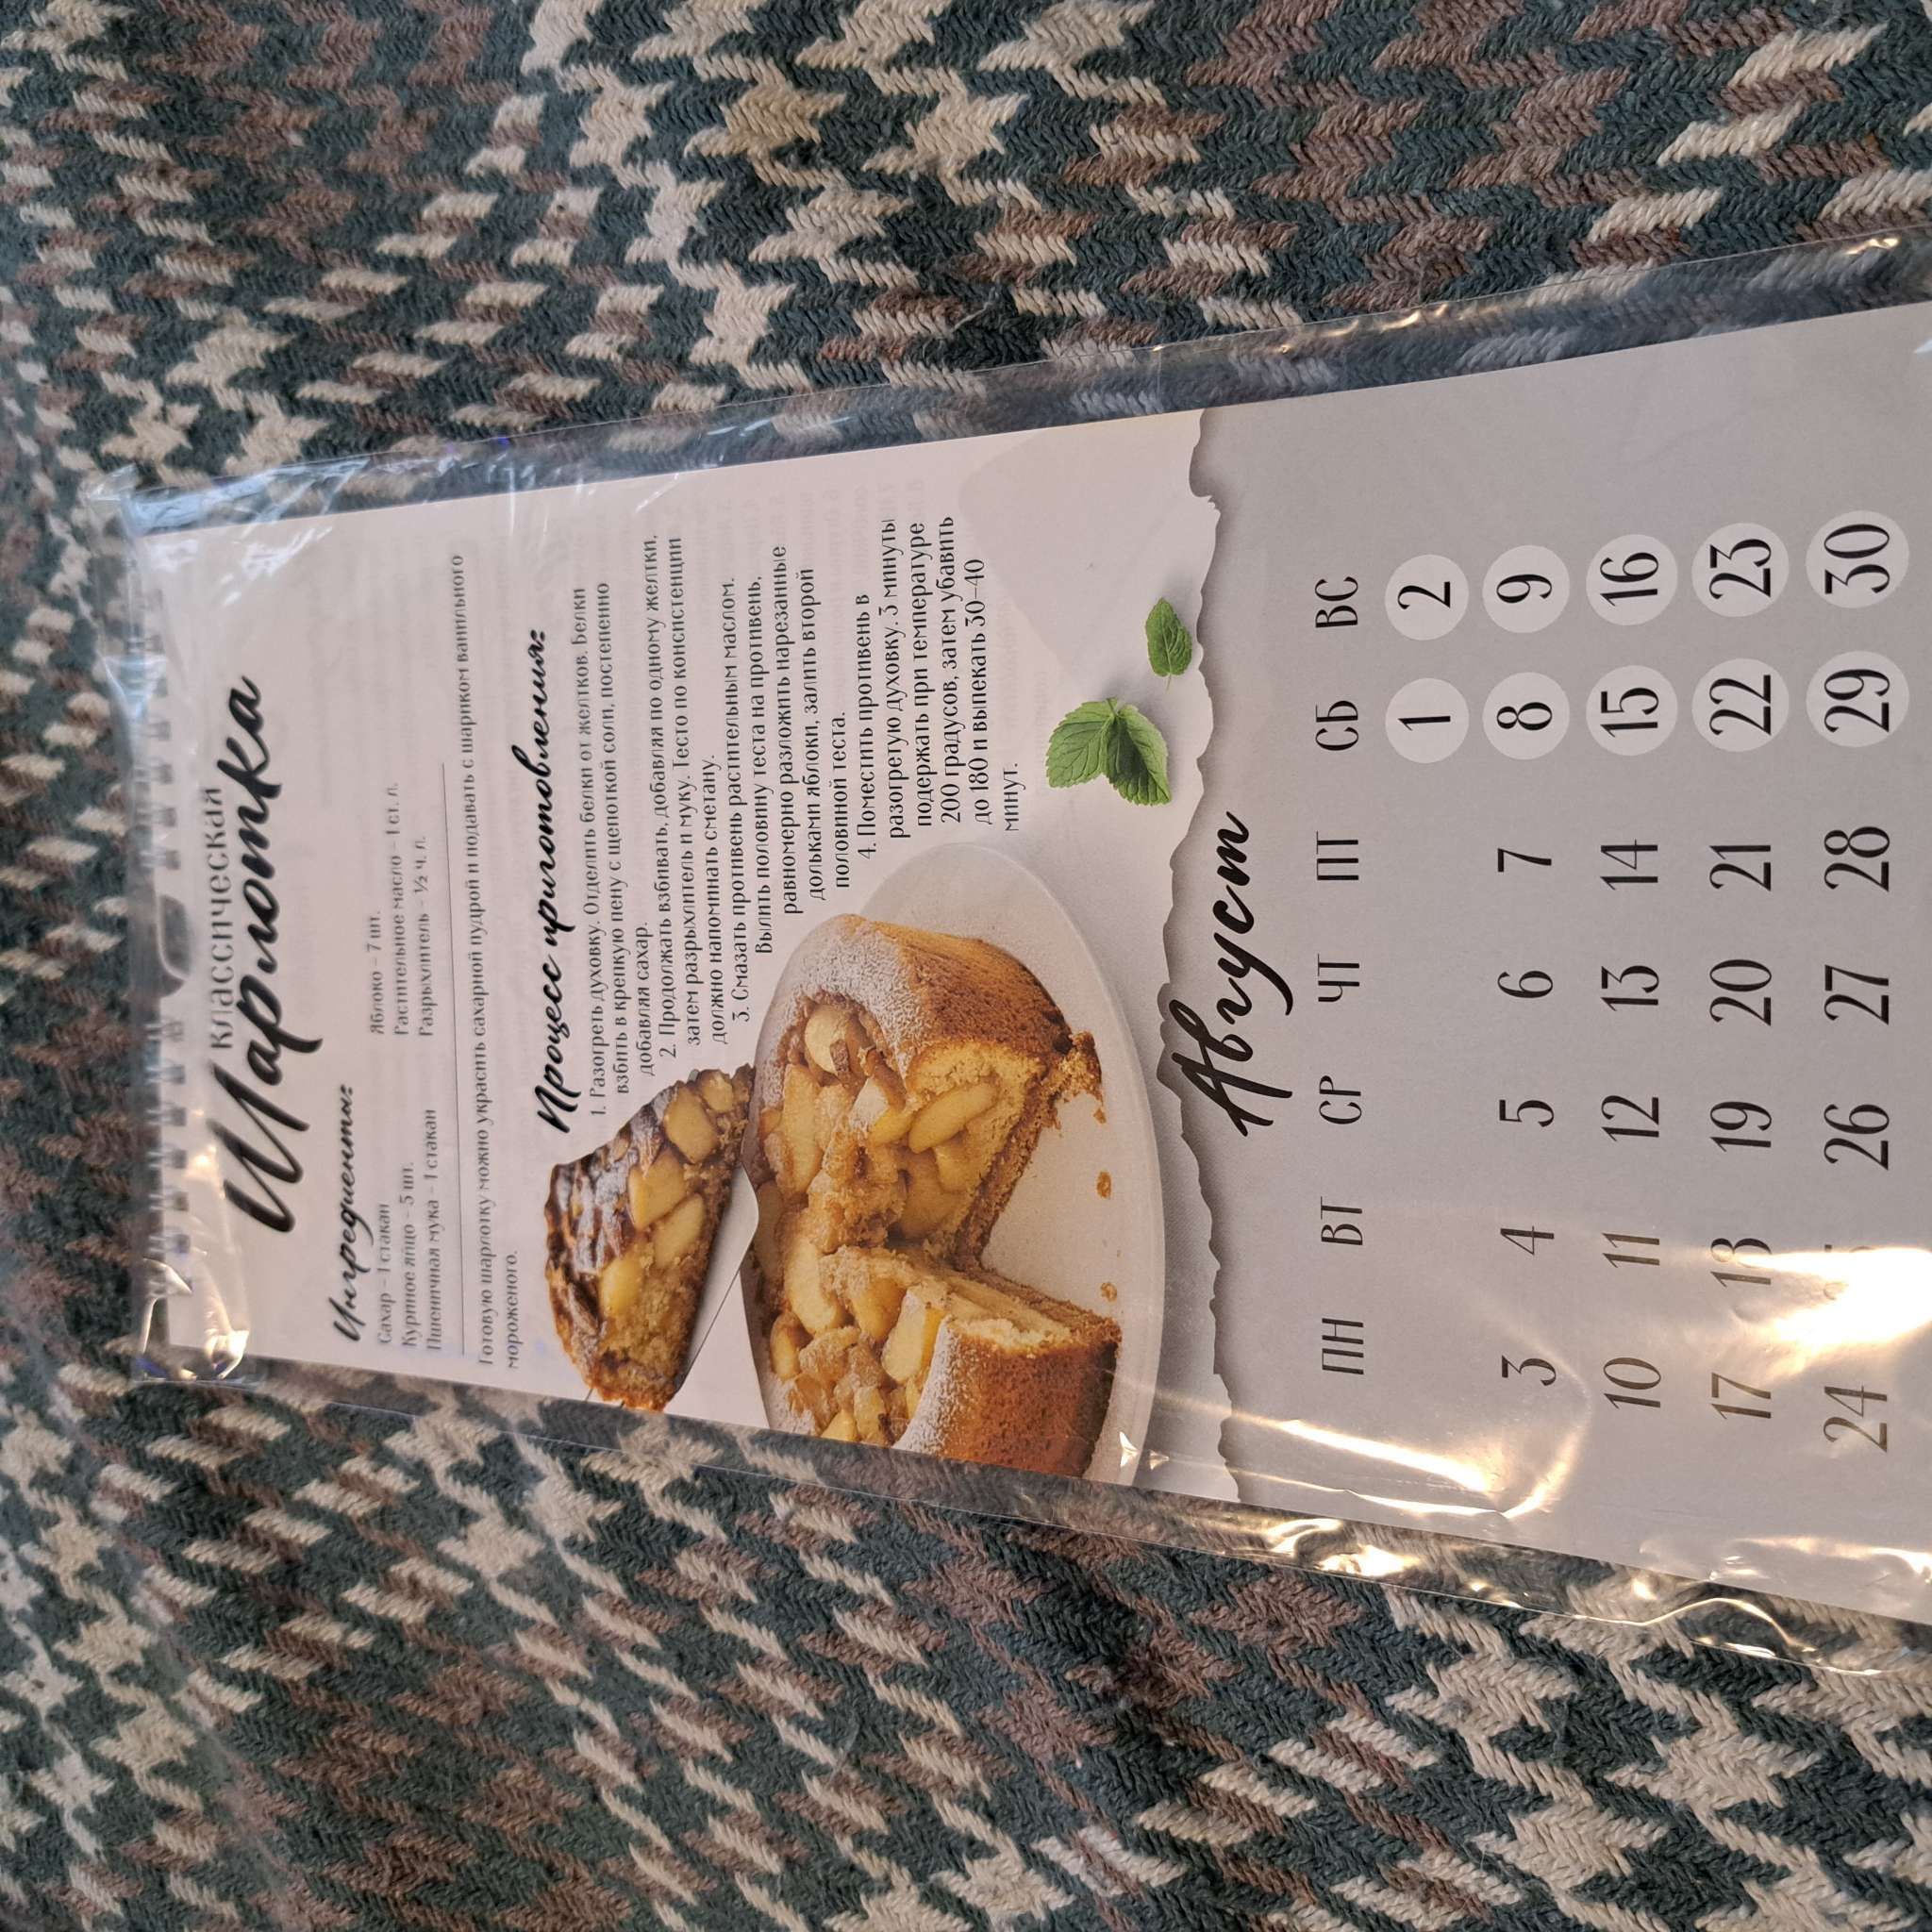 классическая
Шарлотка
Ингредиенты:
Сахар – 1 стакан
Куриное яйцо – 5 шт.
Пшеничная мука – 1 стакан
Яблоко – 7 шт.
Растительное масло – 1 ст. л.
Разрыхлитель – ½ ч. л.
Готовую шарлотку можно украсить сахарной пудрой и подавать с шариком ванильного
мороженого.
Процесс приготовления:
1. Разогреть духовку. Отделить белки от желтков. Белки
взбить в крепкую пену с щепоткой соли, постепенно
добавляя сахар.
2. Продолжать взбивать, добавляя по одному желтки,
затем разрыхлитель и муку. Тесто по консистенции
должно напоминать сметану.
3. Смазать противень растительным маслом.
Вылить половину теста на противень,
равномерно разложить нарезанные
дольками яблоки, залить второй
половиной теста.
4. Поместить противень в
разогретую духовку. 3 минуты
подержать при температуре
200 градусов, затем убавить
до 180 и выпекать 30-40
минут.
Август
ПН ВТ СР ЧТ ПТ СБ ВС
1 2
3 4 5 6 7 8 9
10 11 12 13 14 15 16
17 18 19 20 21 22 23
24 26 27 28 29 30